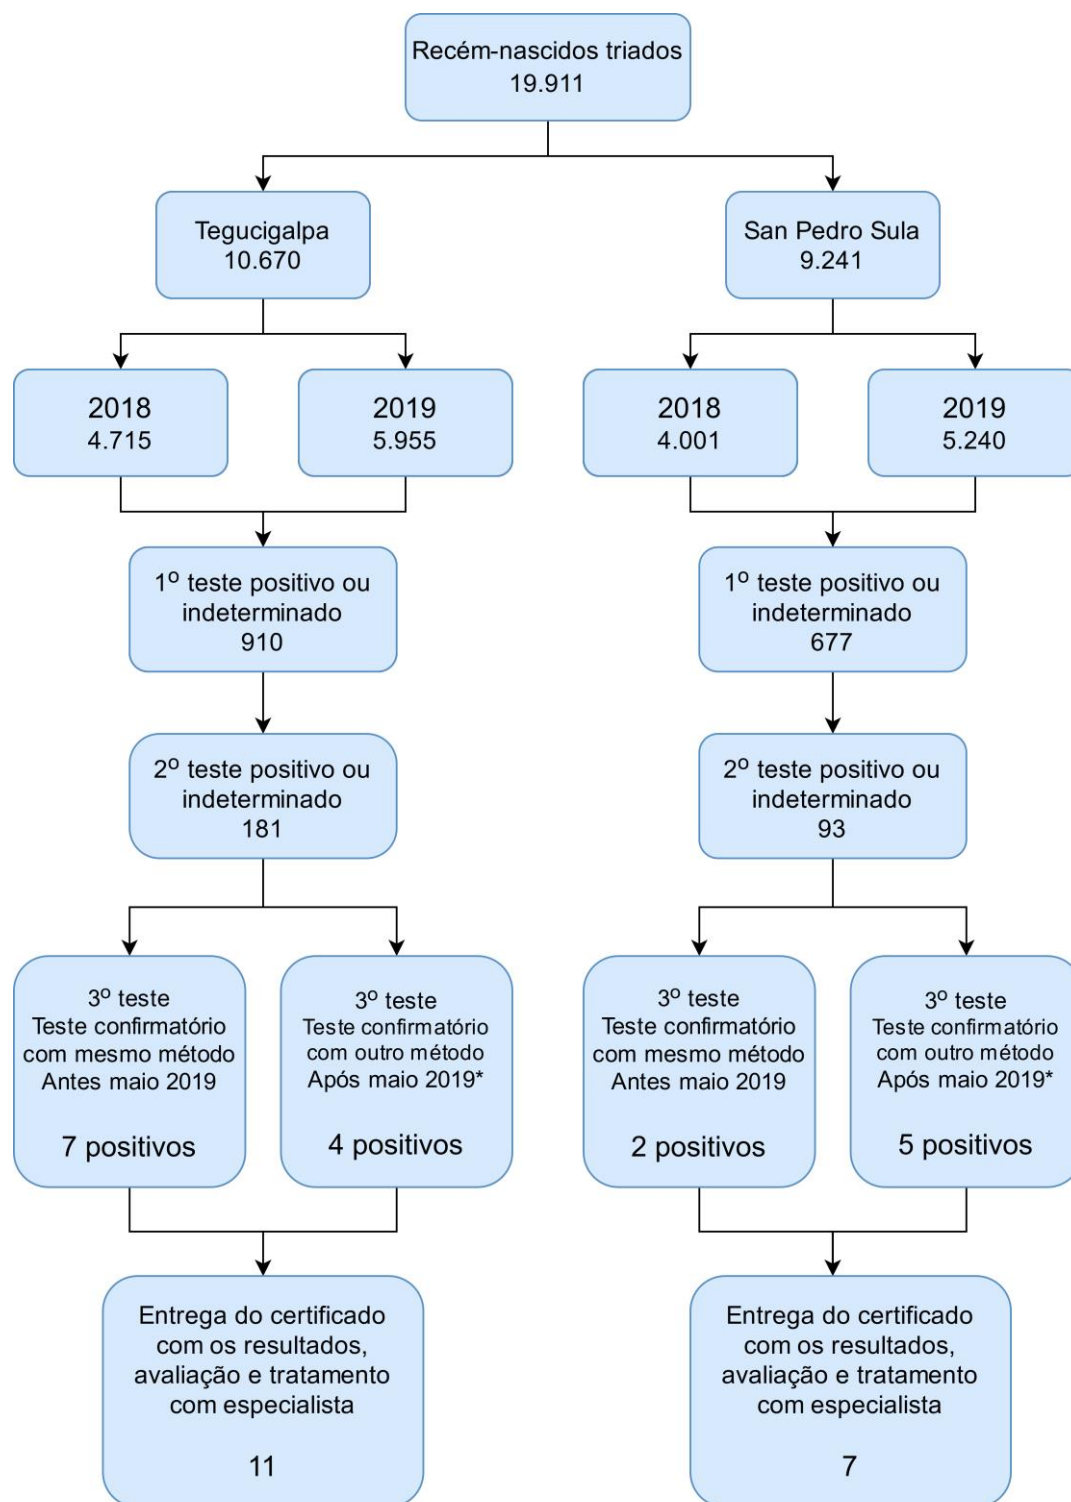 Recém-nascidos triados
19.911
Tegucigalpa
10.670
San Pedro Sula
9.241
2018
4.715
2019
5.955
2018
4.001
2019
5.240
1º teste positivo ou
indeterminado
910
1º teste positivo ou
indeterminado
677
2º teste positivo ou
indeterminado
181
2º teste positivo ou
indeterminado
93
3º teste
Teste confirmatório
com mesmo método
Antes maio 2019
7 positivos
3º teste
Teste confirmatório
com outro método
Após maio 2019*
4 positivos
3º teste
Teste confirmatório
com mesmo método
Antes maio 2019
2 positivos
3º teste
Teste confirmatório
com outro método
Após maio 2019*
5 positivos
Entrega do certificado
com os resultados,
avaliação e tratamento
com especialista
11
Entrega do certificado
com os resultados,
avaliação e tratamento
com especialista
7